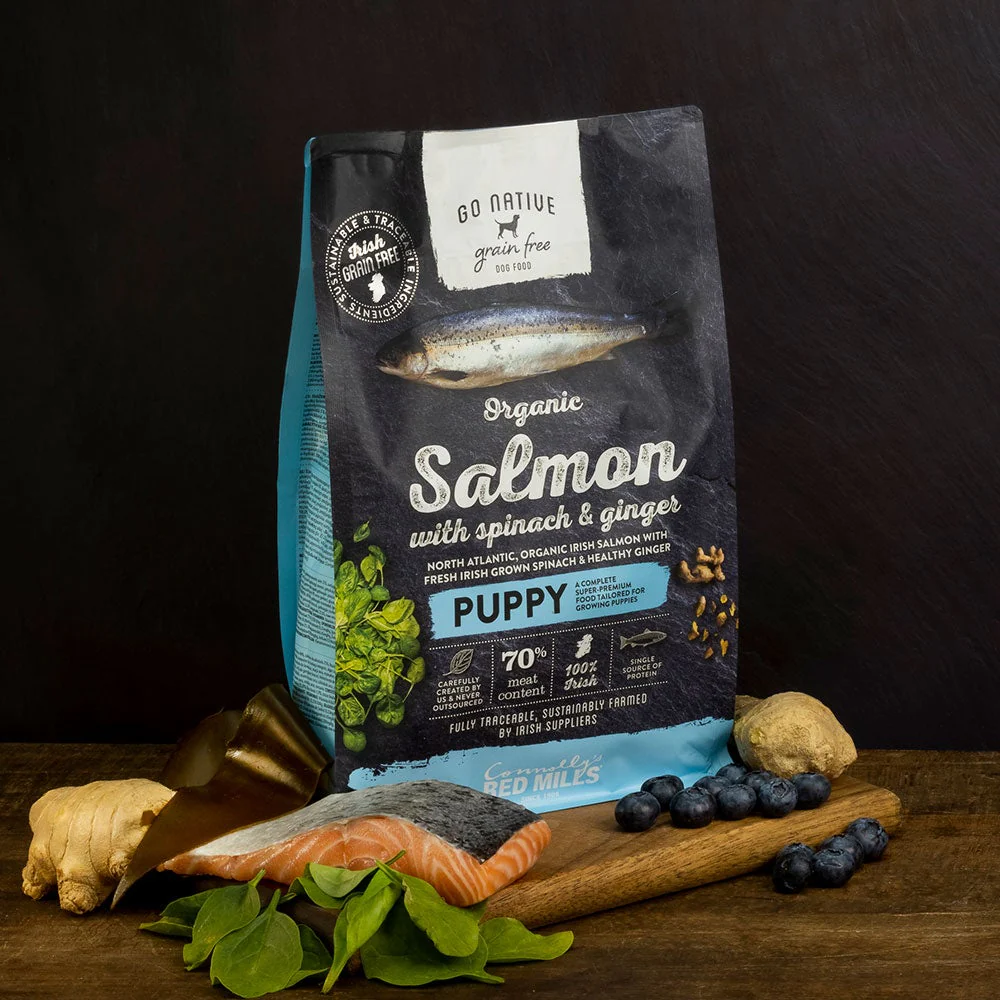 GO NATIVE
grain free
DOG FOOD
SUSTAINABLE & TRACEABLE INGREDIENTS
Irish
GRAIN FREE
Organic
Salmon
with spinach & ginger
NORTH ATLANTIC, ORGANIC IRISH SALMON WITH
FRESH IRISH GROWN SPINACH & HEALTHY GINGER
PUPPY
A COMPLETE
SUPER-PREMIUM
FOOD TAILORED FOR
GROWING PUPPIES
CAREFULLY
CREATED BY
US & NEVER
OUTSOURCED
70%
meat
content
100%
Irish
SINGLE
SOURCE OF
PROTEIN
FULLY TRACEABLE, SUSTAINABLY FARMED
BY IRISH SUPPLIERS
Connolly's
RED MILLS
SINCE 1908